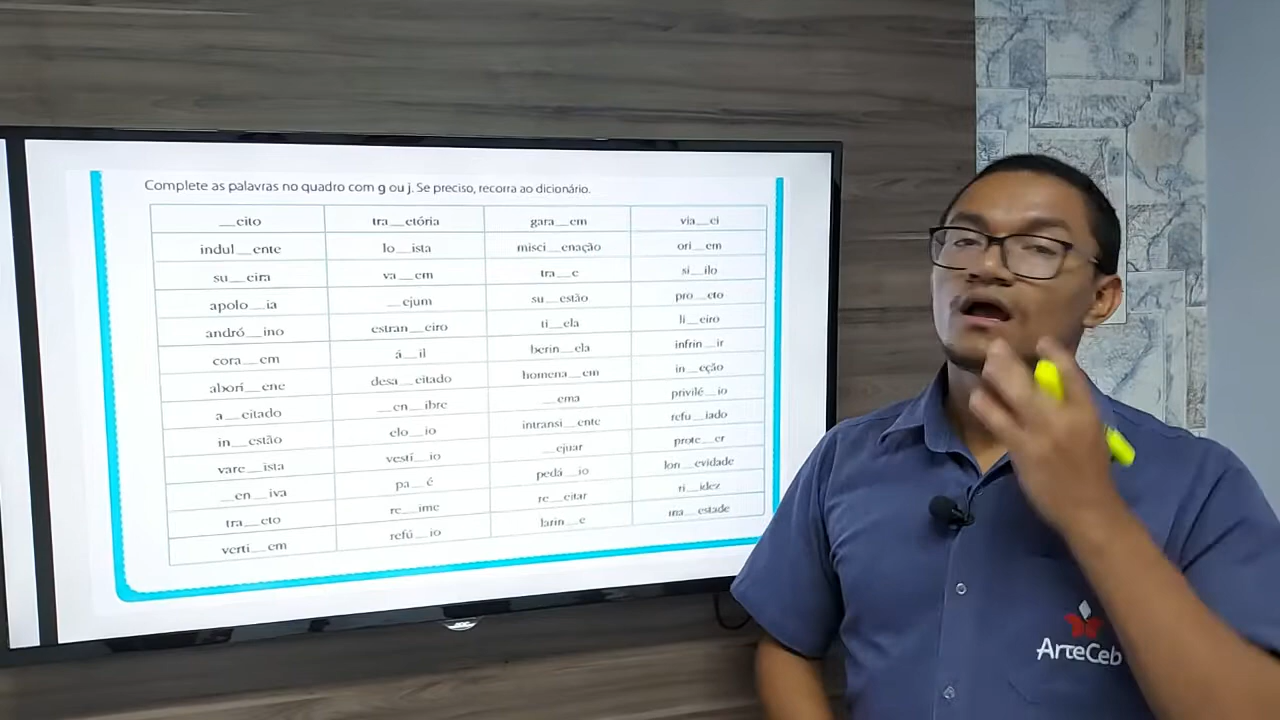 Complete as palavras no quadro com g ou j. Se preciso, recorra ao dicionário.
__eito tra__etória gara__em via__ei
indul__ente lo__ista misci__enação ori__em
su__eira va__em tra__e si__ilo
apolo__ia __ejum su__estão pro__eto
andró__ino estran__eiro ti__ela li__eiro
cora__em á__il berin__ela infrin__ir
aborí__ene desa__eitado homena__em in__eção
a__eitado __en__ibre __ema privilé__io
in__estão elo__io intransi__ente refu__iado
vare__ista vestí__io __ejuar prote__er
__en__iva pa__é pedá__io lon__evidade
tra__eto re__ime re__eitar ri__idez
verti__em refú__io larin__e ma__estade
ArteCeb